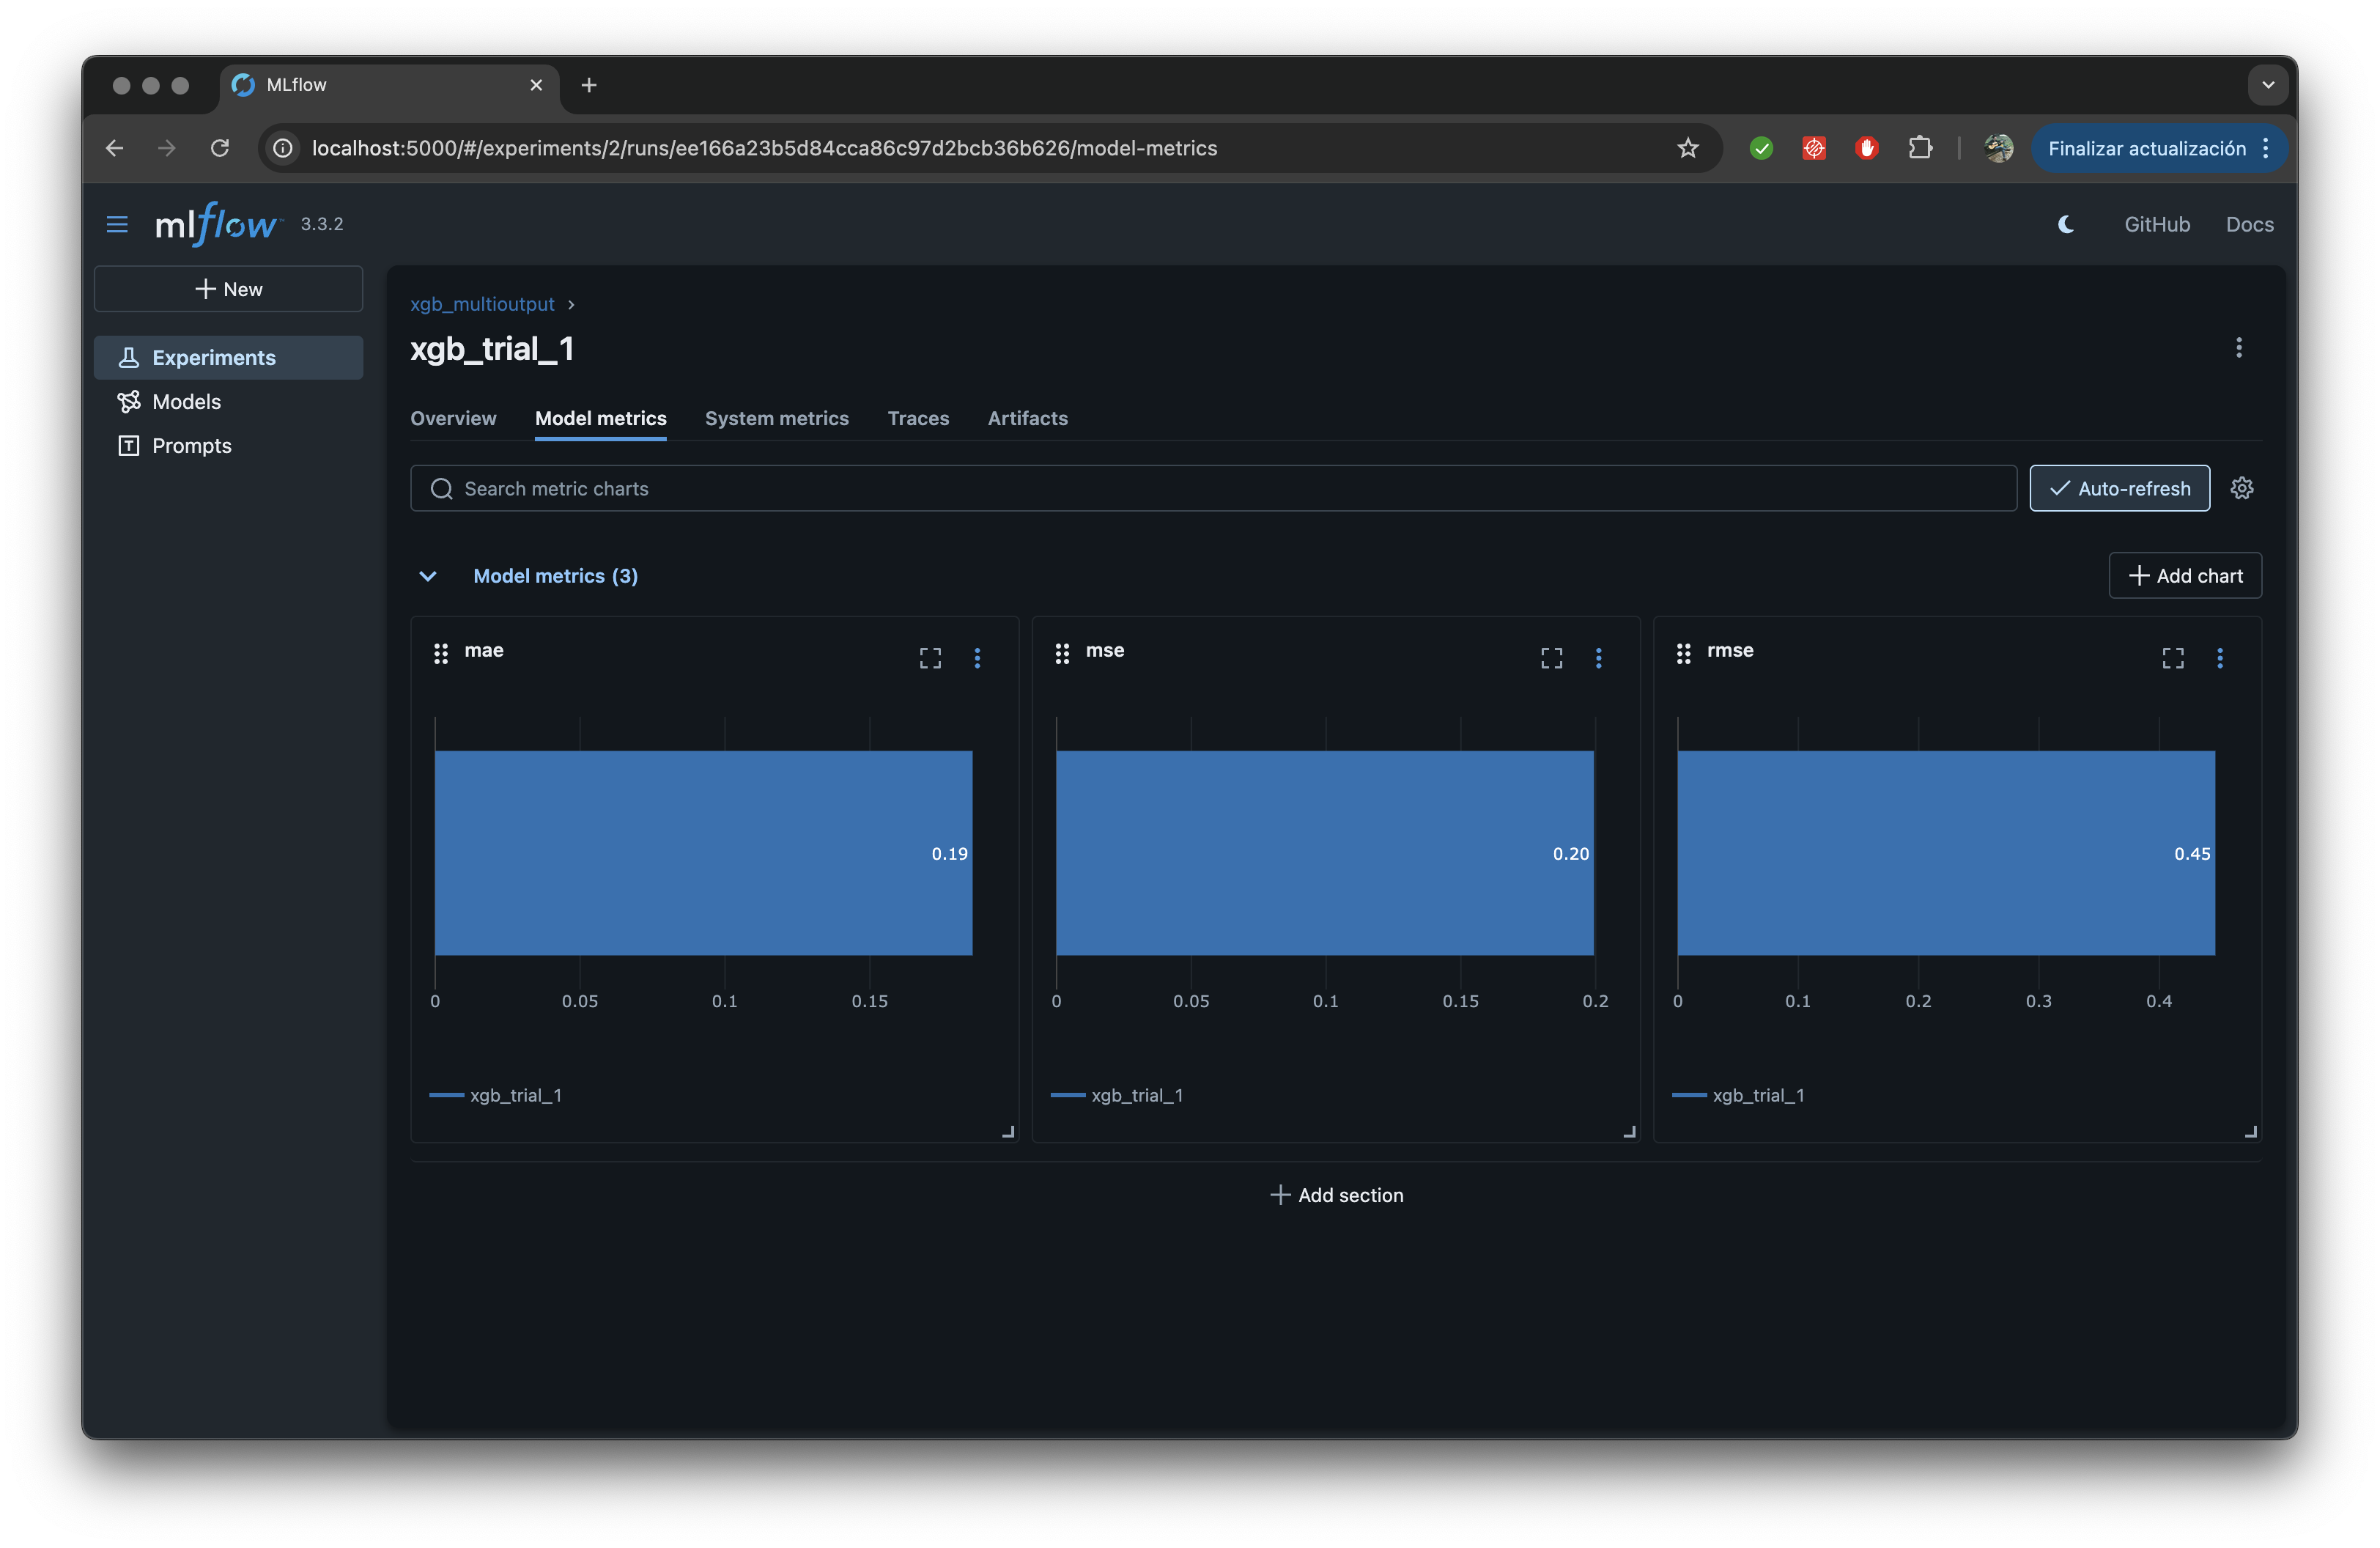 MLflow
localhost:5000/#/experiments/2/runs/ee166a23b5d84cca86c97d2bcb36b626/model-metrics
Finalizar actualización
mlflow 3.3.2
GitHub
Docs
New
Experiments
Models
Prompts
xgb_multioutput
xgb_trial_1
Overview
Model metrics
System metrics
Traces
Artifacts
Search metric charts
Auto-refresh
Model metrics (3)
Add chart
mae
0.19
0 0.05 0.1 0.15
xgb_trial_1
mse
0.20
0 0.05 0.1 0.15 0.2
xgb_trial_1
rmse
0.45
0 0.1 0.2 0.3 0.4
xgb_trial_1
Add section